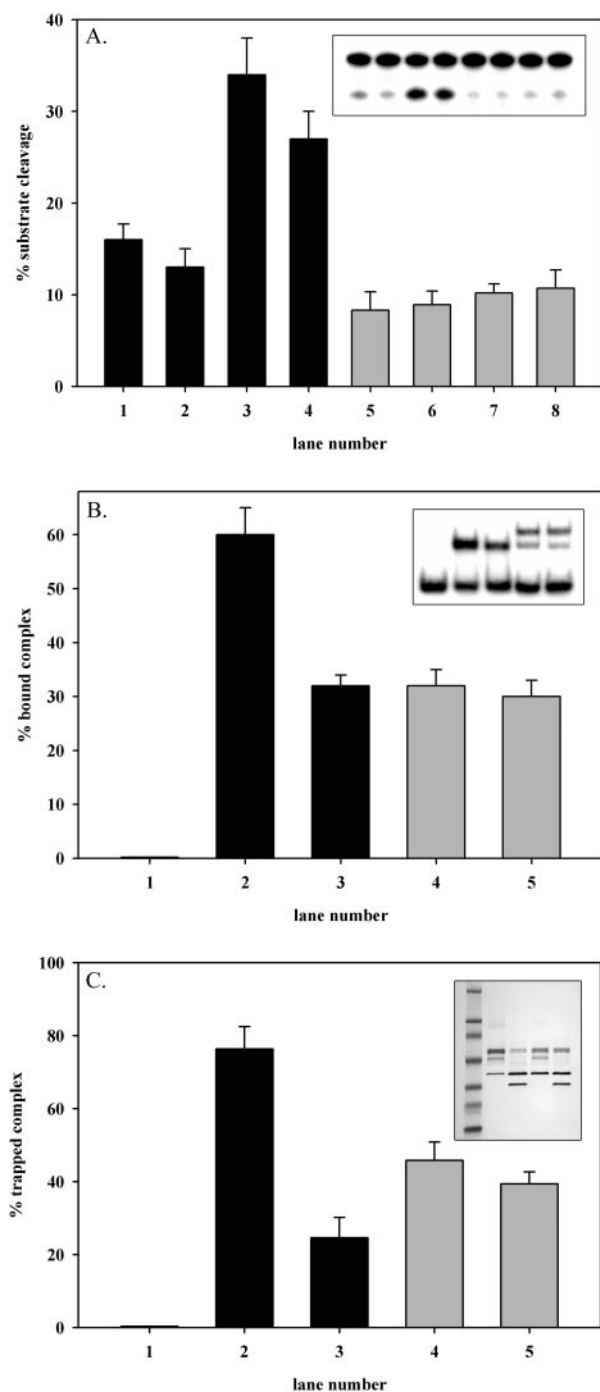 A.
40
30
20
10
0
% substrate cleavage
1 2 3 4 5 6 7 8
lane number
B.
60
50
40
30
20
10
0
% bound complex
1 2 3 4 5
lane number
C.
100
80
60
40
20
0
% trapped complex
1 2 3 4 5
lane number